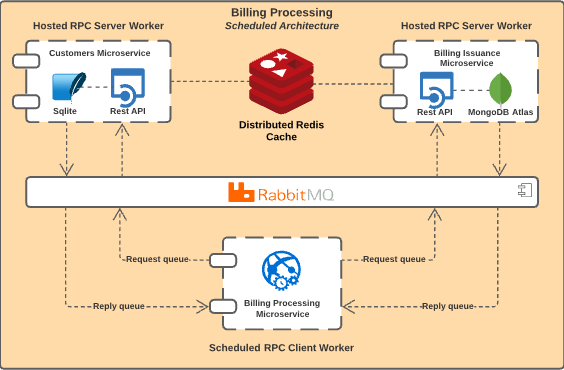 Billing Processing
Scheduled Architecture
Hosted RPC Server Worker
Hosted RPC Server Worker
Customers Microservice
Sqlite
Rest API
Billing Issuance
Microservice
Rest API
MongoDB Atlas
Distributed Redis
Cache
RabbitMQ
Request queue
Request queue
Reply queue
Reply queue
Billing Processing
Microservice
Scheduled RPC Client Worker